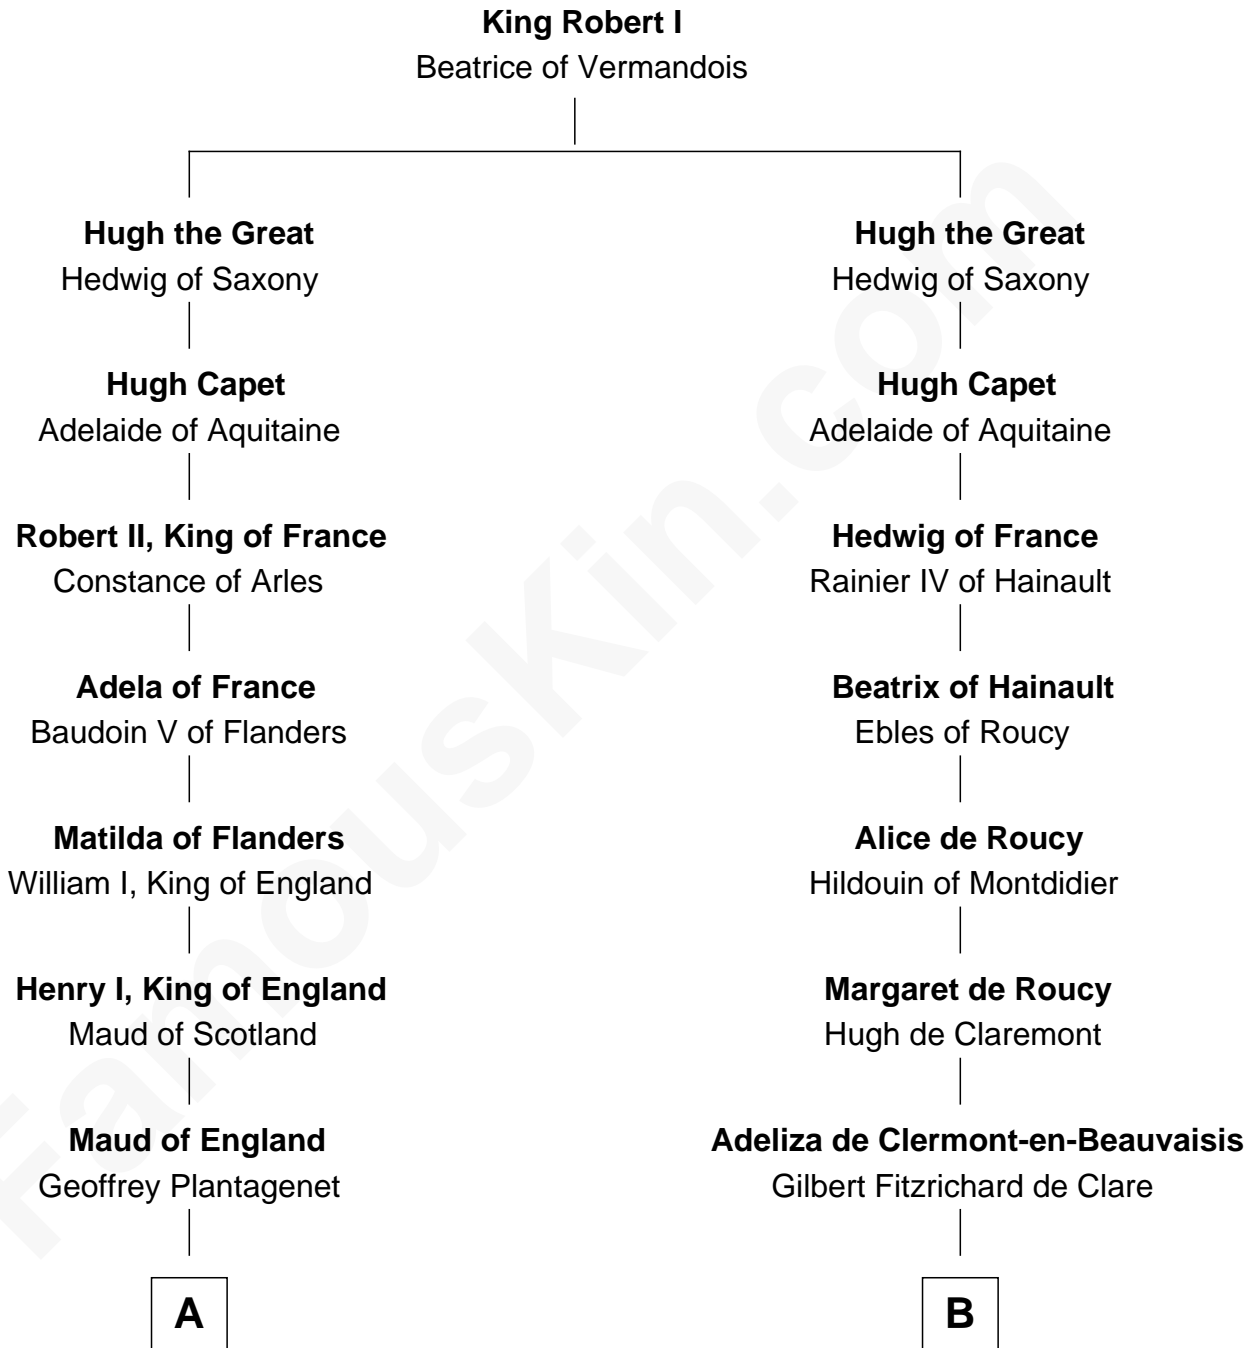 King Robert I
Beatrice of Vermandois
Hugh the Great
Hedwig of Saxony
Hugh the Great
Hedwig of Saxony
Hugh Capet
Adelaide of Aquitaine
Hugh Capet
Adelaide of Aquitaine
Robert II, King of France
Constance of Arles
Hedwig of France
Rainier IV of Hainault
Adela of France
Baudoin V of Flanders
Beatrix of Hainault
Ebles of Roucy
Matilda of Flanders
William I, King of England
Alice de Roucy
Hildouin of Montdidier
Henry I, King of England
Maud of Scotland
Margaret de Roucy
Hugh de Claremont
Maud of England
Geoffrey Plantagenet
Adeliza de Clermont-en-Beauvaisis
Gilbert Fitzrichard de Clare
A
B
FamousKin.com